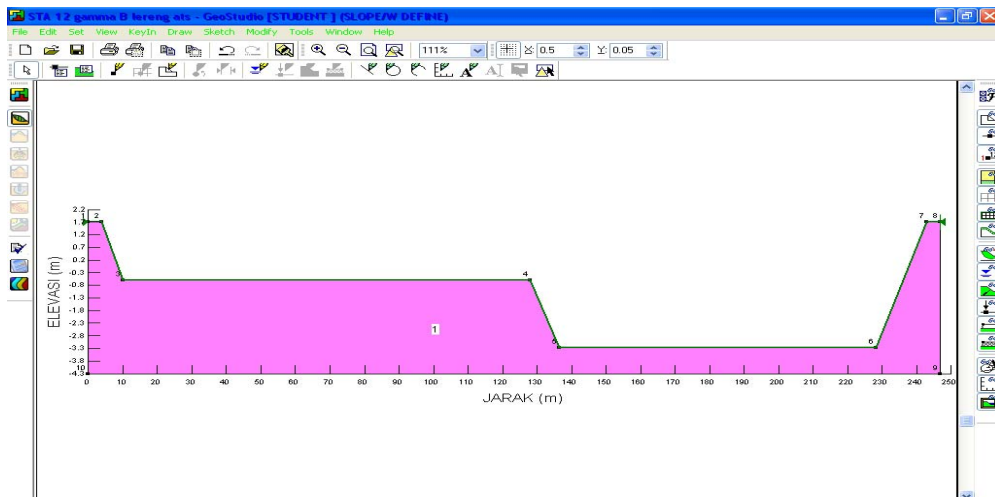 STA 12 gamma B lereng ats - GeoStudio [STUDENT ] (SLOPE/W DEFINE)
File Edit Set View KeyIn Draw Sketch Modify Tools Window Help
111% X: 0.5 Y: 0.05
2.2
1.7
1.2
0.7
0.2
-0.3
-0.8
-1.3
-1.8
-2.3
-2.8
-3.3
-3.8
-4.3
ELEVASI (m)
1 2 3 4 5 6 7 8 9 10
1
0 10 20 30 40 50 60 70 80 90 100 110 120 130 140 150 160 170 180 190 200 210 220 230 240 250
JARAK (m)